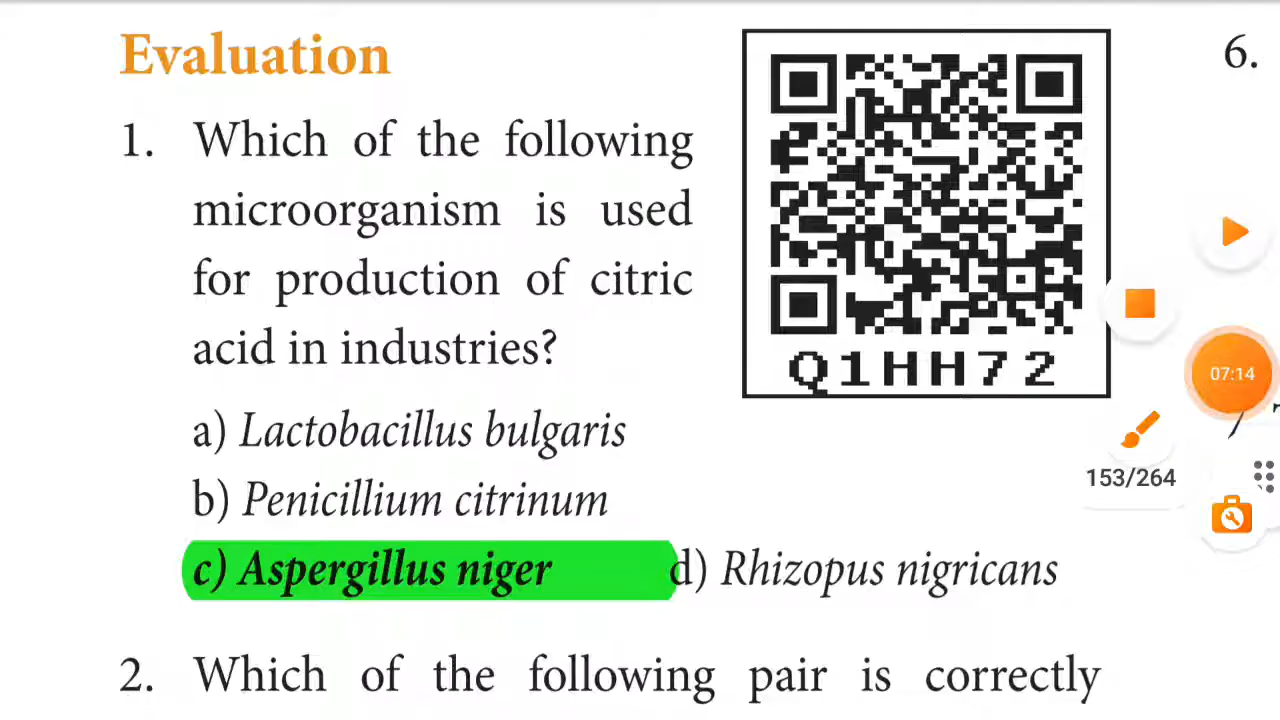 Evaluation
6.
1. Which of the following
microorganism is used
for production of citric
acid in industries?
Q1HH72
07:14
153/264
a) Lactobacillus bulgaris
b) Penicillium citrinum
c) Aspergillus niger d) Rhizopus nigricans
2. Which of the following pair is correctly